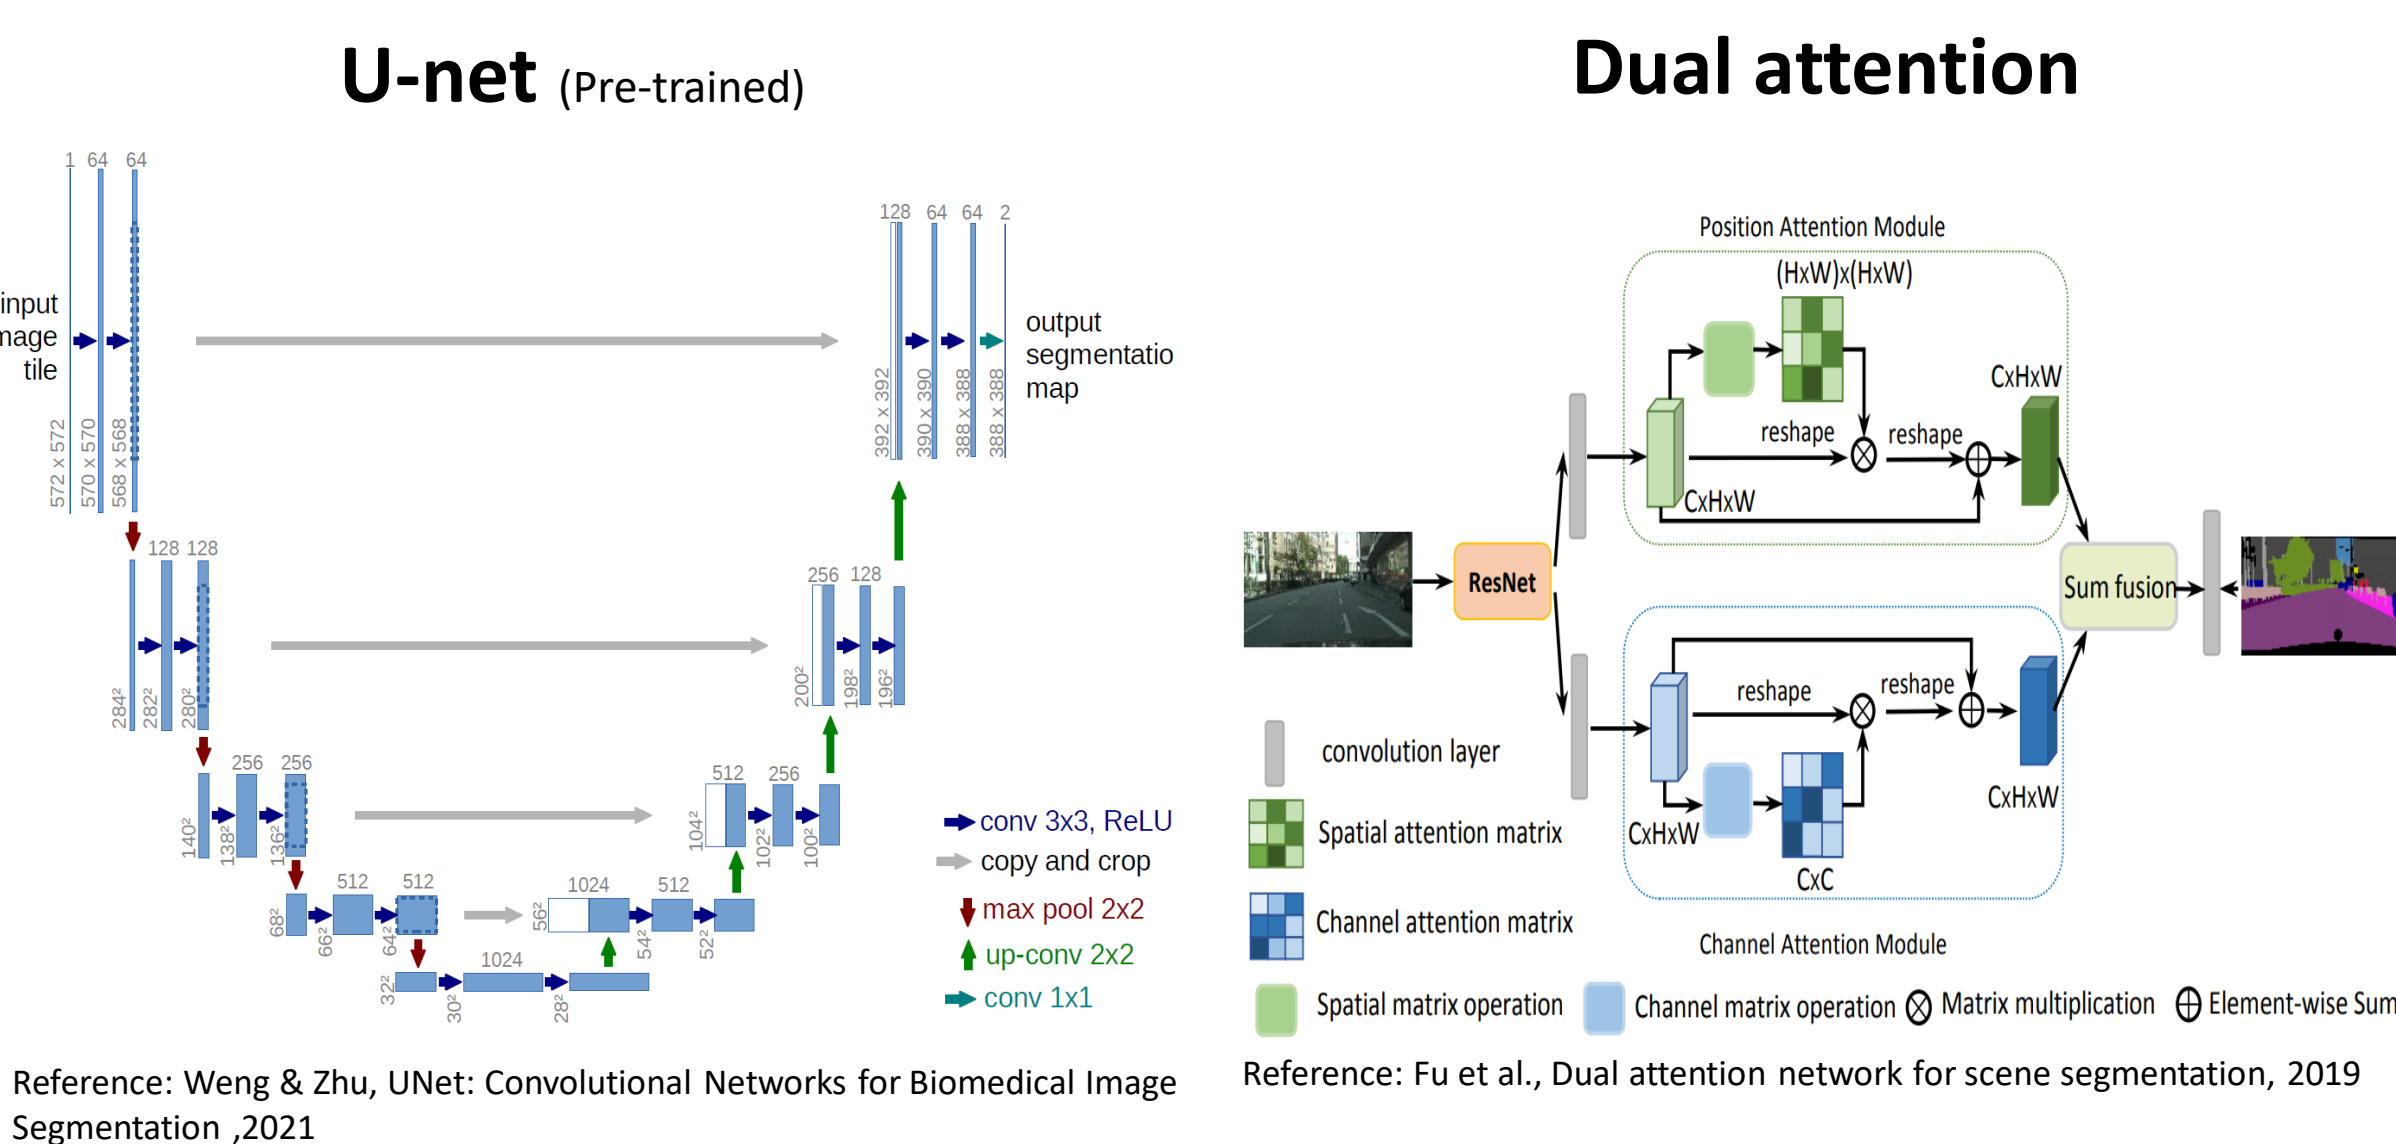 U-net (Pre-trained)
1 64 64
input
mage
tile
572 x 572
570 x 570
568 x 568
128 64 64 2
392 x 392
390 x 390
388 x 388
388 x 388
output
segmentatio
map
128 128
284²
282²
280²
256 128
200²
198²
196²
256 256
140²
138²
136²
512 256
104²
102²
100²
512 512
68²
66²
64²
1024 512
56²
54²
52²
1024
32²
30²
28²
conv 3x3, ReLU
copy and crop
max pool 2x2
up-conv 2x2
conv 1x1
Reference: Weng & Zhu, UNet: Convolutional Networks for Biomedical Image
Segmentation ,2021
Dual attention
Position Attention Module
(HxW)x(HxW)
CxHxW
reshape
reshape
CxHxW
ResNet
Sum fusion
reshape
reshape
CxHxW
CxHxW
CxC
Channel Attention Module
convolution layer
Spatial attention matrix
Channel attention matrix
Spatial matrix operation
Channel matrix operation
Matrix multiplication
Element-wise Sum
Reference: Fu et al., Dual attention network for scene segmentation, 2019